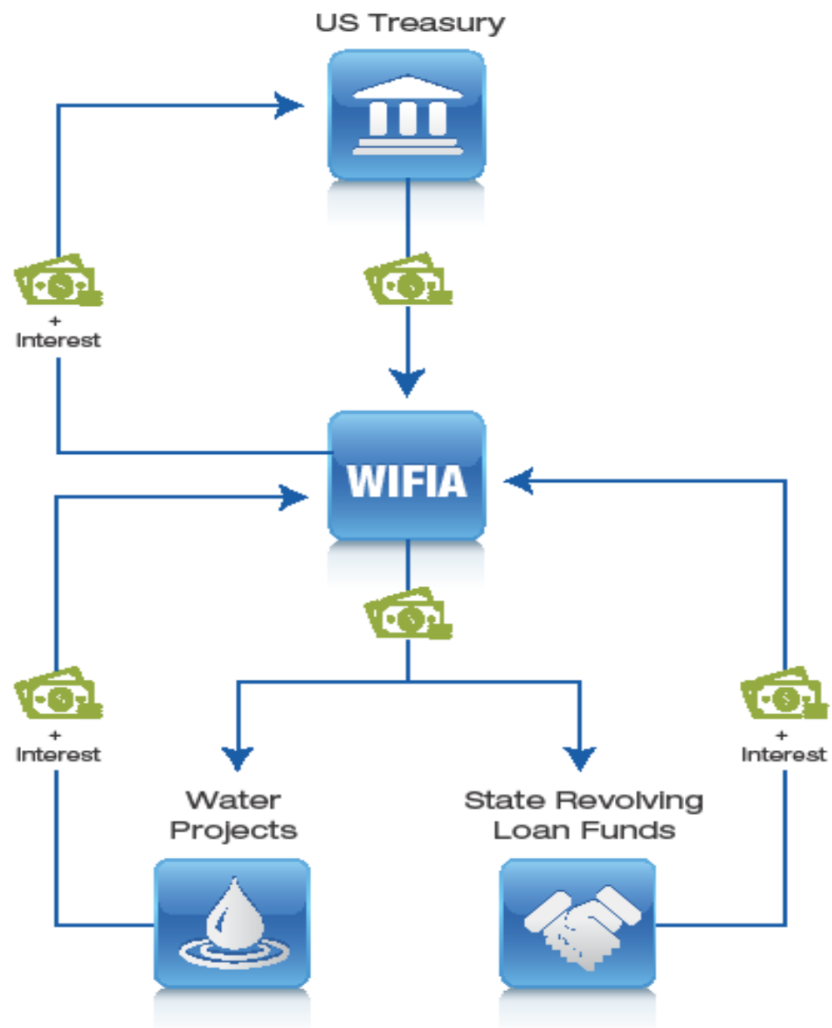 US Treasury
+
Interest
WIFIA
+
Interest
+
Interest
Water
Projects
State Revolving
Loan Funds